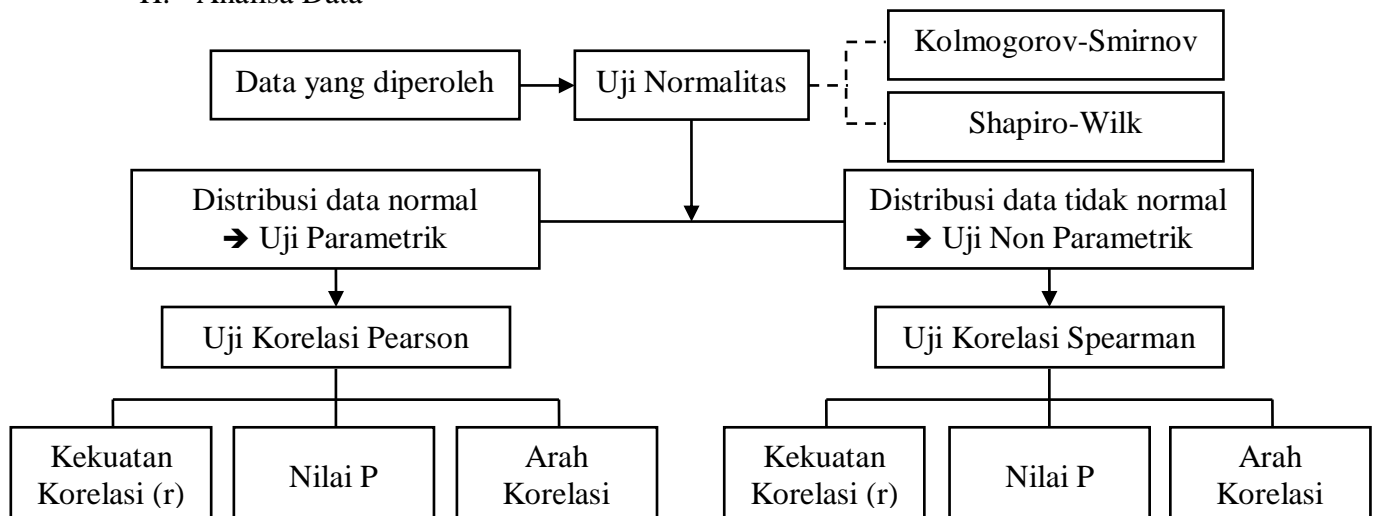 H. Analisa Data
Kolmogorov-Smirnov
Data yang diperoleh
Uji Normalitas
Shapiro-Wilk
Distribusi data normal
➔ Uji Parametrik
Distribusi data tidak normal
➔ Uji Non Parametrik
Uji Korelasi Pearson
Uji Korelasi Spearman
Kekuatan
Korelasi (r)
Nilai P
Arah
Korelasi
Kekuatan
Korelasi (r)
Nilai P
Arah
Korelasi